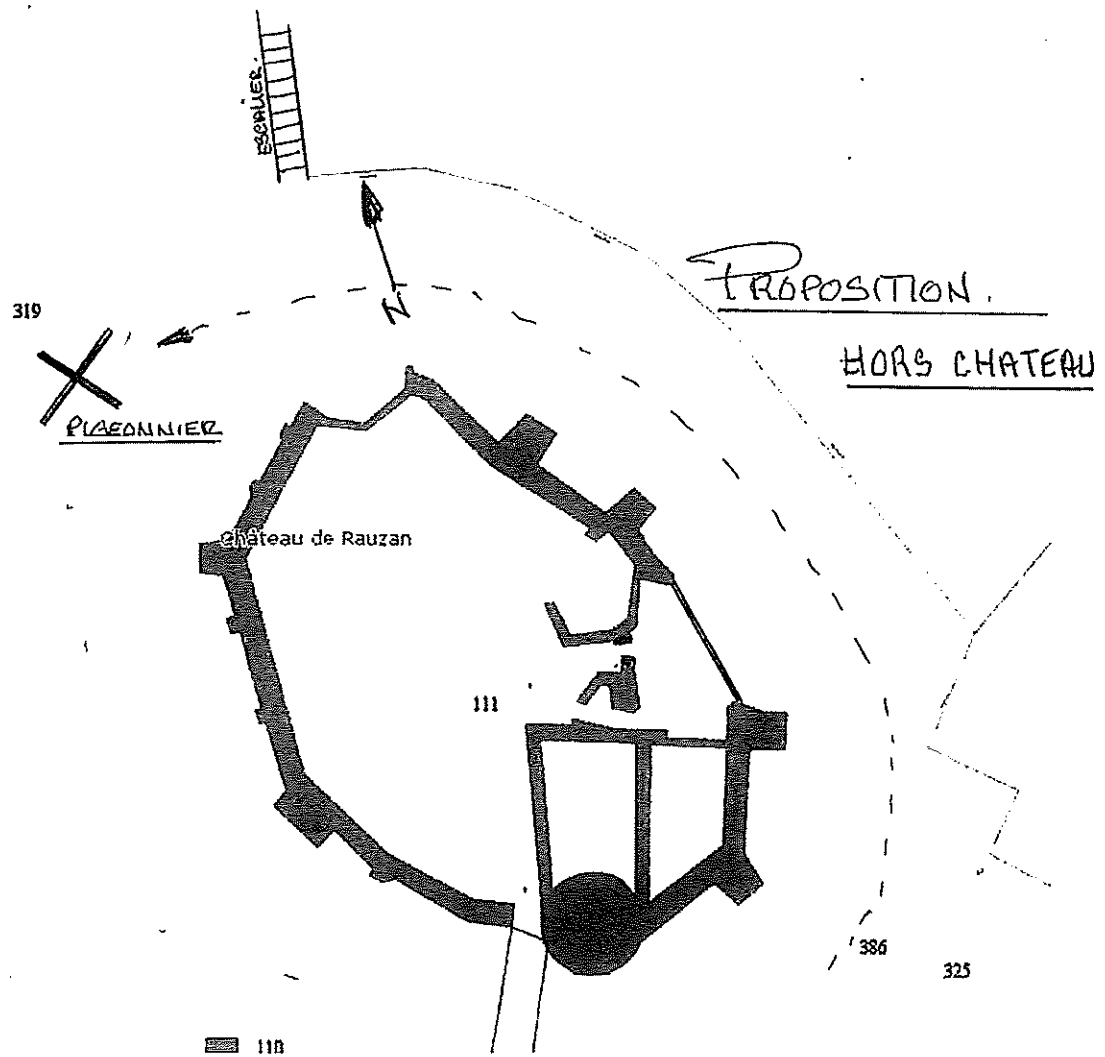 ESCALIER.
N
PROPOSITION.
HORS CHATEAU
319
PIGEONNIER
Château de Rauzan
111
386
325
110